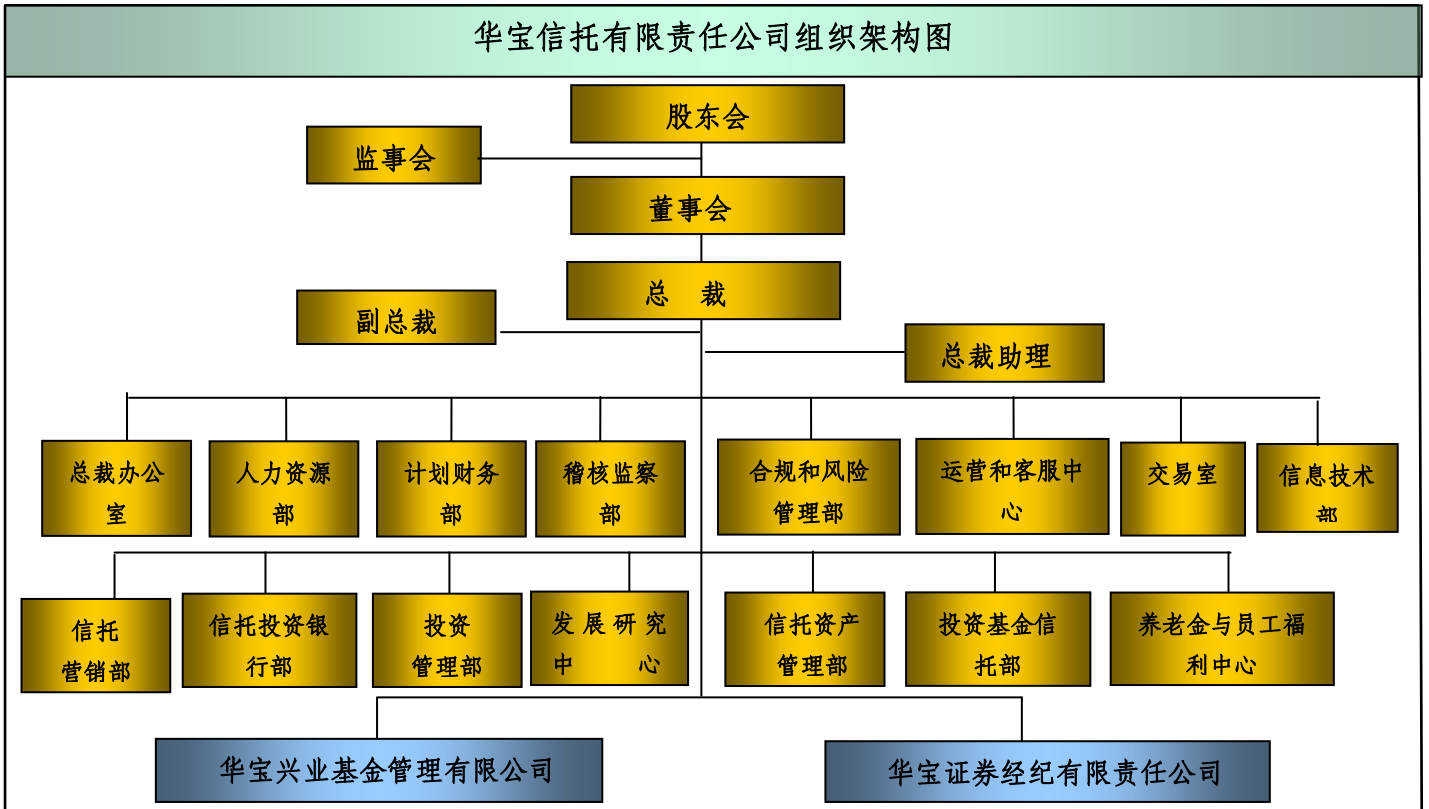 华宝信托有限责任公司组织架构图
股东会
监事会
董事会
总 裁
副总裁
总裁助理
总裁办公
室
人力资源
部
计划财务
部
稽核监察
部
合规和风险
管理部
运营和客服中
心
交易室
信息技术
部
信托
营销部
信托投资银
行部
投资
管理部
发展研究
中 心
信托资产
管理部
投资基金信
托部
养老金与员工福
利中心
华宝兴业基金管理有限公司
华宝证券经纪有限责任公司